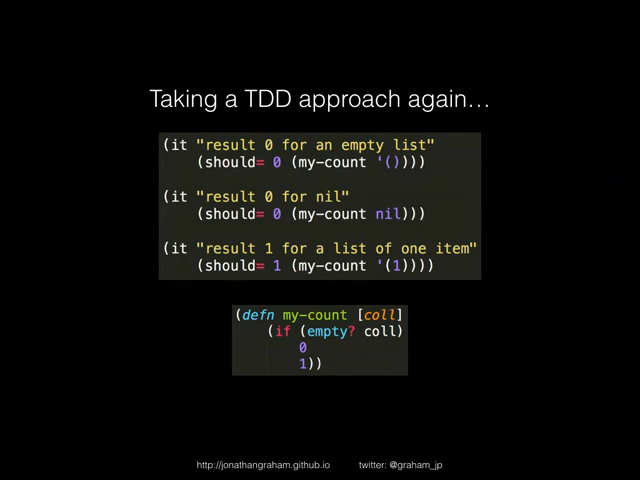 Taking a TDD approach again…
(it "result 0 for an empty list"
    (should= 0 (my-count '())))
(it "result 0 for nil"
    (should= 0 (my-count nil)))
(it "result 1 for a list of one item"
    (should= 1 (my-count '(1))))
(defn my-count [coll]
    (if (empty? coll)
        0
        1))
http://jonathangraham.github.io twitter: @graham_jp